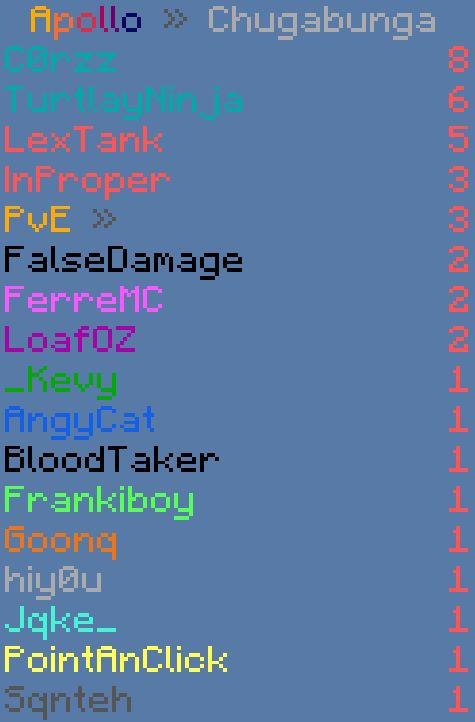 Apollo » Chugabunga
C0rzz 8
TurtlayNinja 6
LexTank 5
InProper 3
PvE » 3
FalseDamage 2
FerreMC 2
LoafOZ 2
_Kevy 1
AngyCat 1
BloodTaker 1
Frankiboy 1
Goonq 1
hiy0u 1
Jqke_ 1
PointAnClick 1
Sqnteh 1